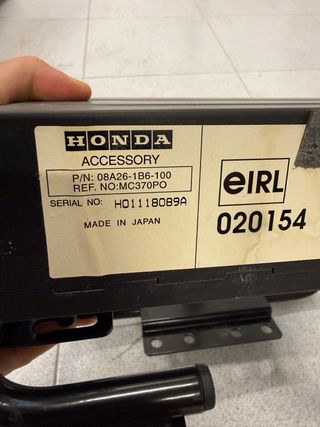 HONDA
ACCESSORY
P/N: 08A26-1B6-100
REF. NO:MC370PO
SERIAL NO: H01118089A
MADE IN JAPAN
eIRL
020154